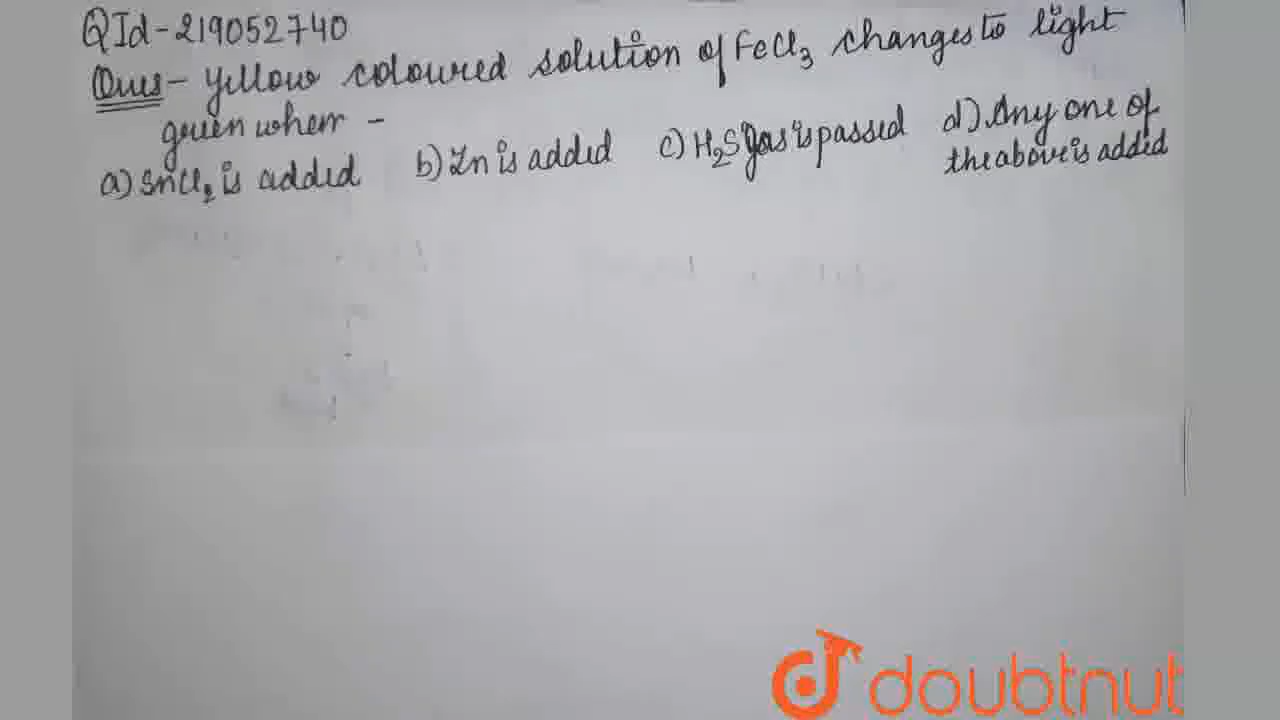 QId-219052740
Ques- Yellow coloured solution of FeCl₃ changes to light
green when -
a) SnCl₂ is added b) Zn is added c) H₂S gas is passed d) Any one of
the above is added
doubtnut